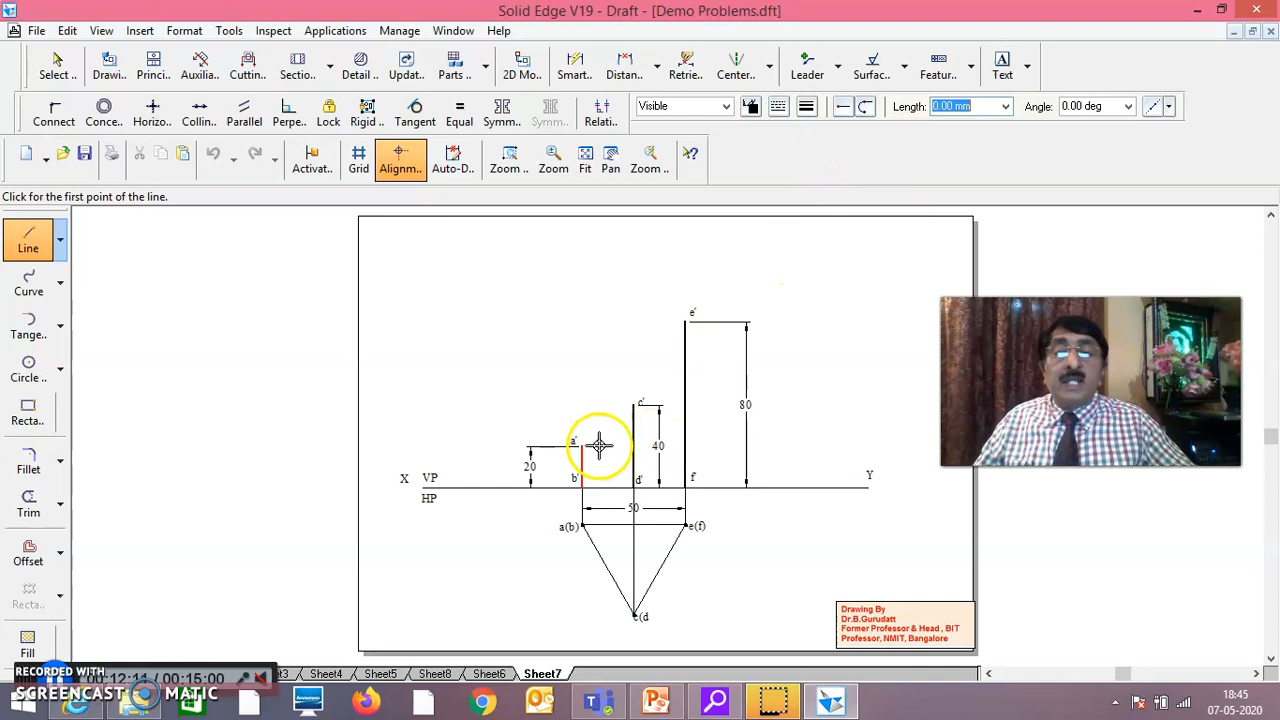 Solid Edge V19 - Draft - [Demo Problems.dft]
File Edit View Insert Format Tools Inspect Applications Manage Window Help
Select .. Drawi.. Princi.. Auxilia.. Cuttin.. Sectio.. Detail .. Updat.. Parts .. 2D Mo.. Smart.. Distan.. Retrie.. Center.. Leader Surfac.. Featur.. Text
Connect Conce.. Horizo.. Collin.. Parallel Perpe.. Lock Rigid .. Tangent Equal Symm.. Symm.. Relati..
Visible Length: 0.00 mm Angle: 0.00 deg
Activat.. Grid Alignm.. Auto-D.. Zoom .. Zoom Fit Pan Zoom ..
Click for the first point of the line.
Line
Curve
Tange..
Circle ..
Recta..
Fillet
Trim
Offset
Recta..
Fill
e'
c'
80
a'
40
20
X VP
b'
d'
f'
Y
HP
50
a(b)
e(f)
c(d
Drawing By
Dr.B.Gurudatt
Former Professor & Head , BIT
Professor, NMIT, Bangalore
Sheet4 Sheet5 Sheet6 Sheet7
RECORDED WITH
SCREENCAST MATIC
00:12:11 / 00:15:00
18:45
07-05-2020